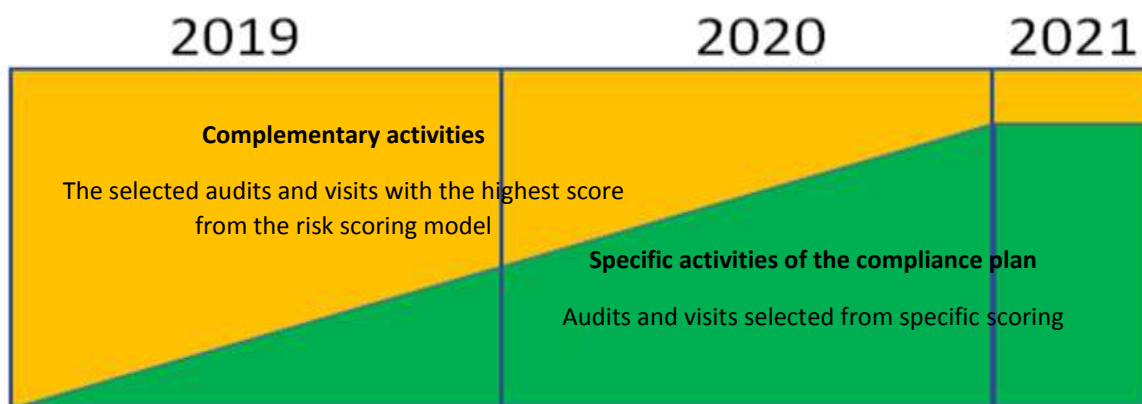 2019 2020 2021
Complementary activities
The selected audits and visits with the highest score
from the risk scoring model
Specific activities of the compliance plan
Audits and visits selected from specific scoring